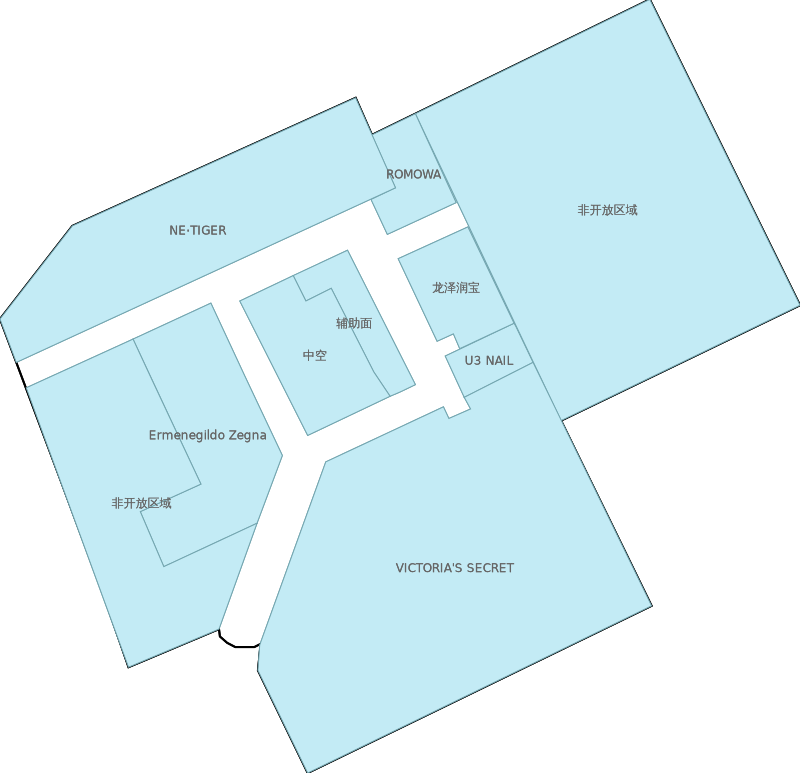 ROMOWA
非开放区域
NE·TIGER
龙泽润宝
辅助面
中空
U3 NAIL
Ermenegildo Zegna
非开放区域
VICTORIA'S SECRET